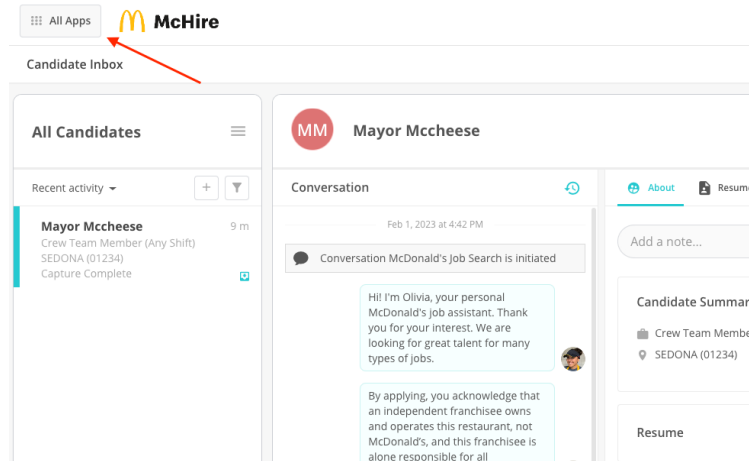 All Apps
McHire
Candidate Inbox
All Candidates
MM
Mayor Mccheese
Recent activity
+
Mayor Mccheese
9 m
Crew Team Member (Any Shift)
SEDONA (01234)
Capture Complete
Conversation
Feb 1, 2023 at 4:42 PM
Conversation McDonald's Job Search is initiated
Hi! I'm Olivia, your personal
McDonald's job assistant. Thank
you for your interest. We are
looking for great talent for many
types of jobs.
By applying, you acknowledge that
an independent franchisee owns
and operates this restaurant, not
McDonald's, and this franchisee is
alone responsible for all
About
Resume
Add a note...
Candidate Summar
Crew Team Membe
SEDONA (01234)
Resume